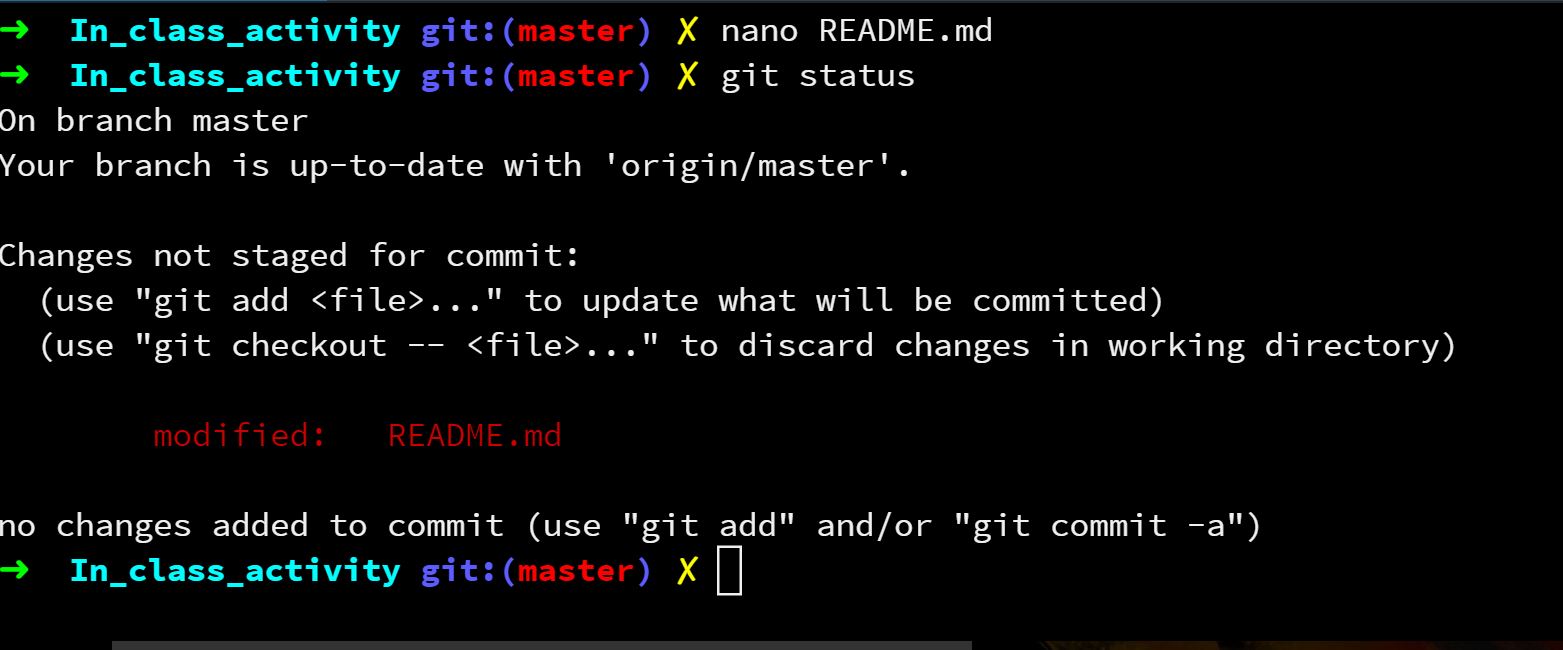 ➜  In_class_activity git:(master) ✗ nano README.md
➜  In_class_activity git:(master) ✗ git status
On branch master
Your branch is up-to-date with 'origin/master'.
Changes not staged for commit:
  (use "git add <file>..." to update what will be committed)
  (use "git checkout -- <file>..." to discard changes in working directory)
        modified:   README.md
no changes added to commit (use "git add" and/or "git commit -a")
➜  In_class_activity git:(master) ✗